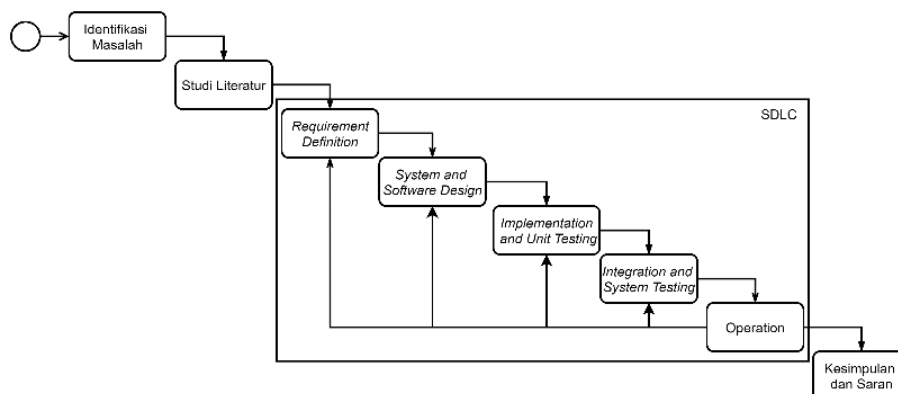 Identifikasi
Masalah
Studi Literatur
SDLC
Requirement
Definition
System and
Software Design
Implementation
and Unit Testing
Integration and
System Testing
Operation
Kesimpulan
dan Saran